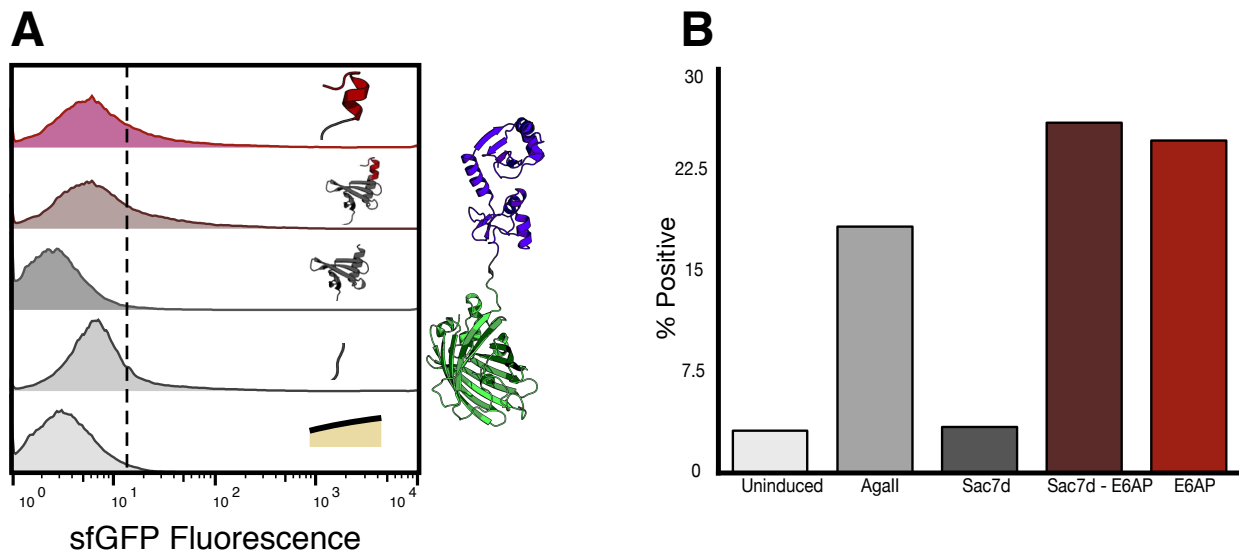 A
10^0 10^1 10^2 10^3 10^4
sfGFP Fluorescence
B
% Positive
30
22.5
15
7.5
0
Uninduced AgaII Sac7d Sac7d - E6AP E6AP